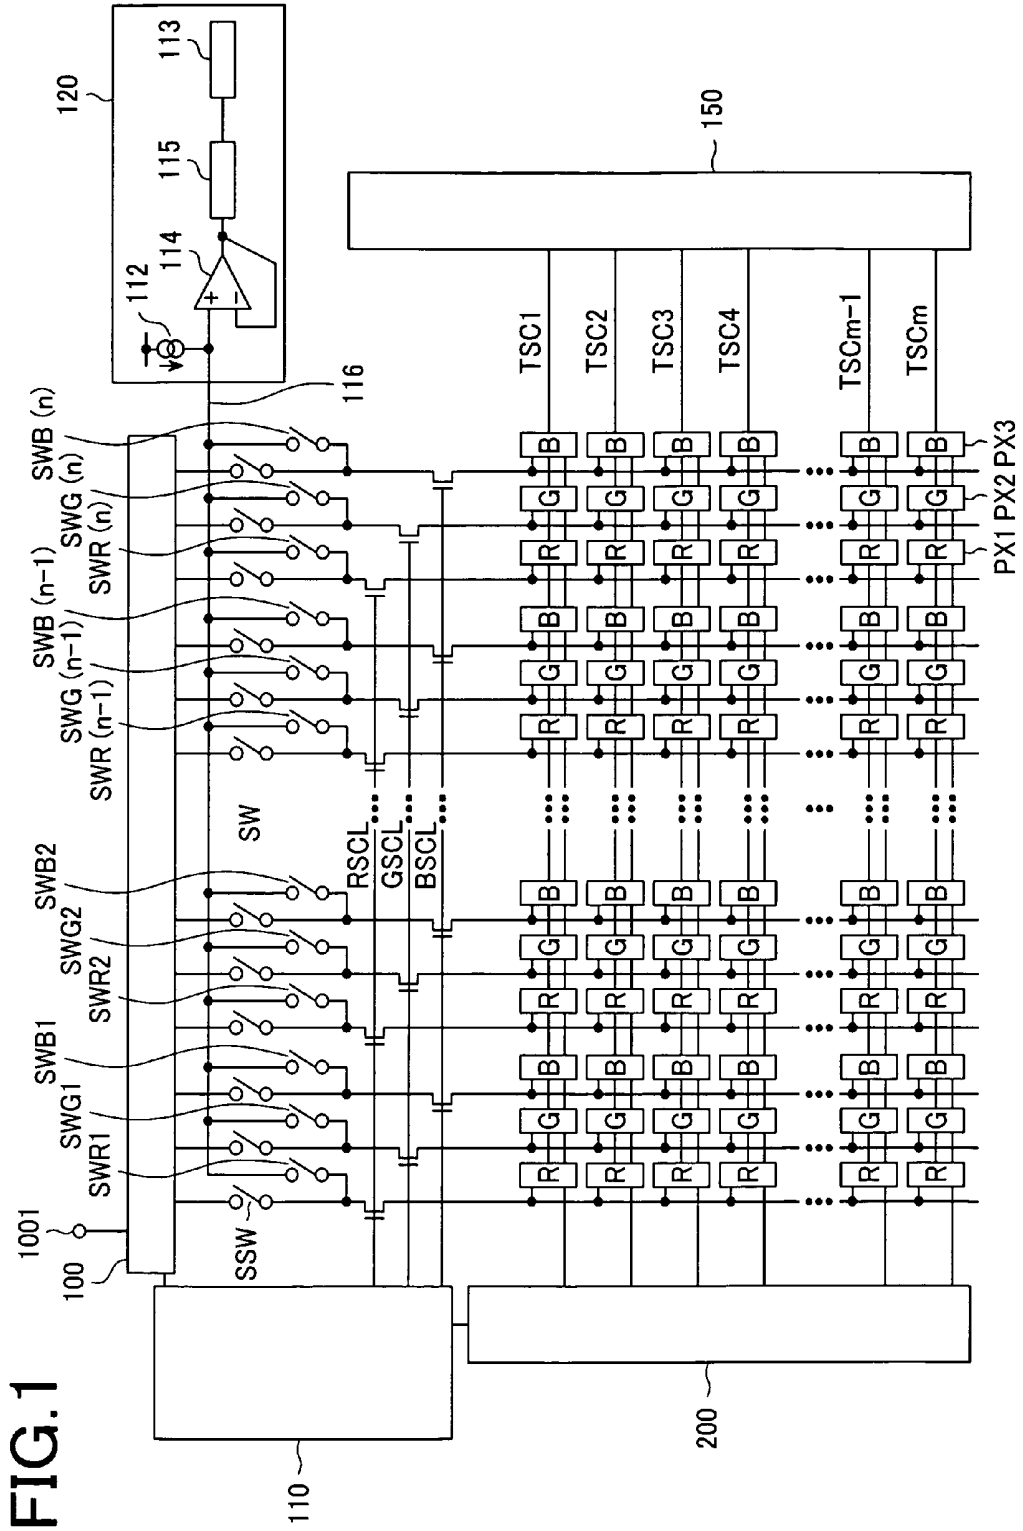 FIG.1
120
113
115
114
112
+
−
116
150
SWB (n)
SWG (n)
SWR (n)
SWB (n-1)
SWG (n-1)
SWR (n-1)
SW
SWB2
SWG2
SWR2
SWB1
SWG1
SWR1
SSW
1001
100
110
200
RSCL
GSCL
BSCL
TSC1
TSC2
TSC3
TSC4
TSCm-1
TSCm
R G B R G B R G B R G B
R G B R G B R G B R G B
R G B R G B R G B R G B
R G B R G B R G B R G B
R G B R G B R G B R G B
R G B R G B R G B R G B
PX1 PX2 PX3